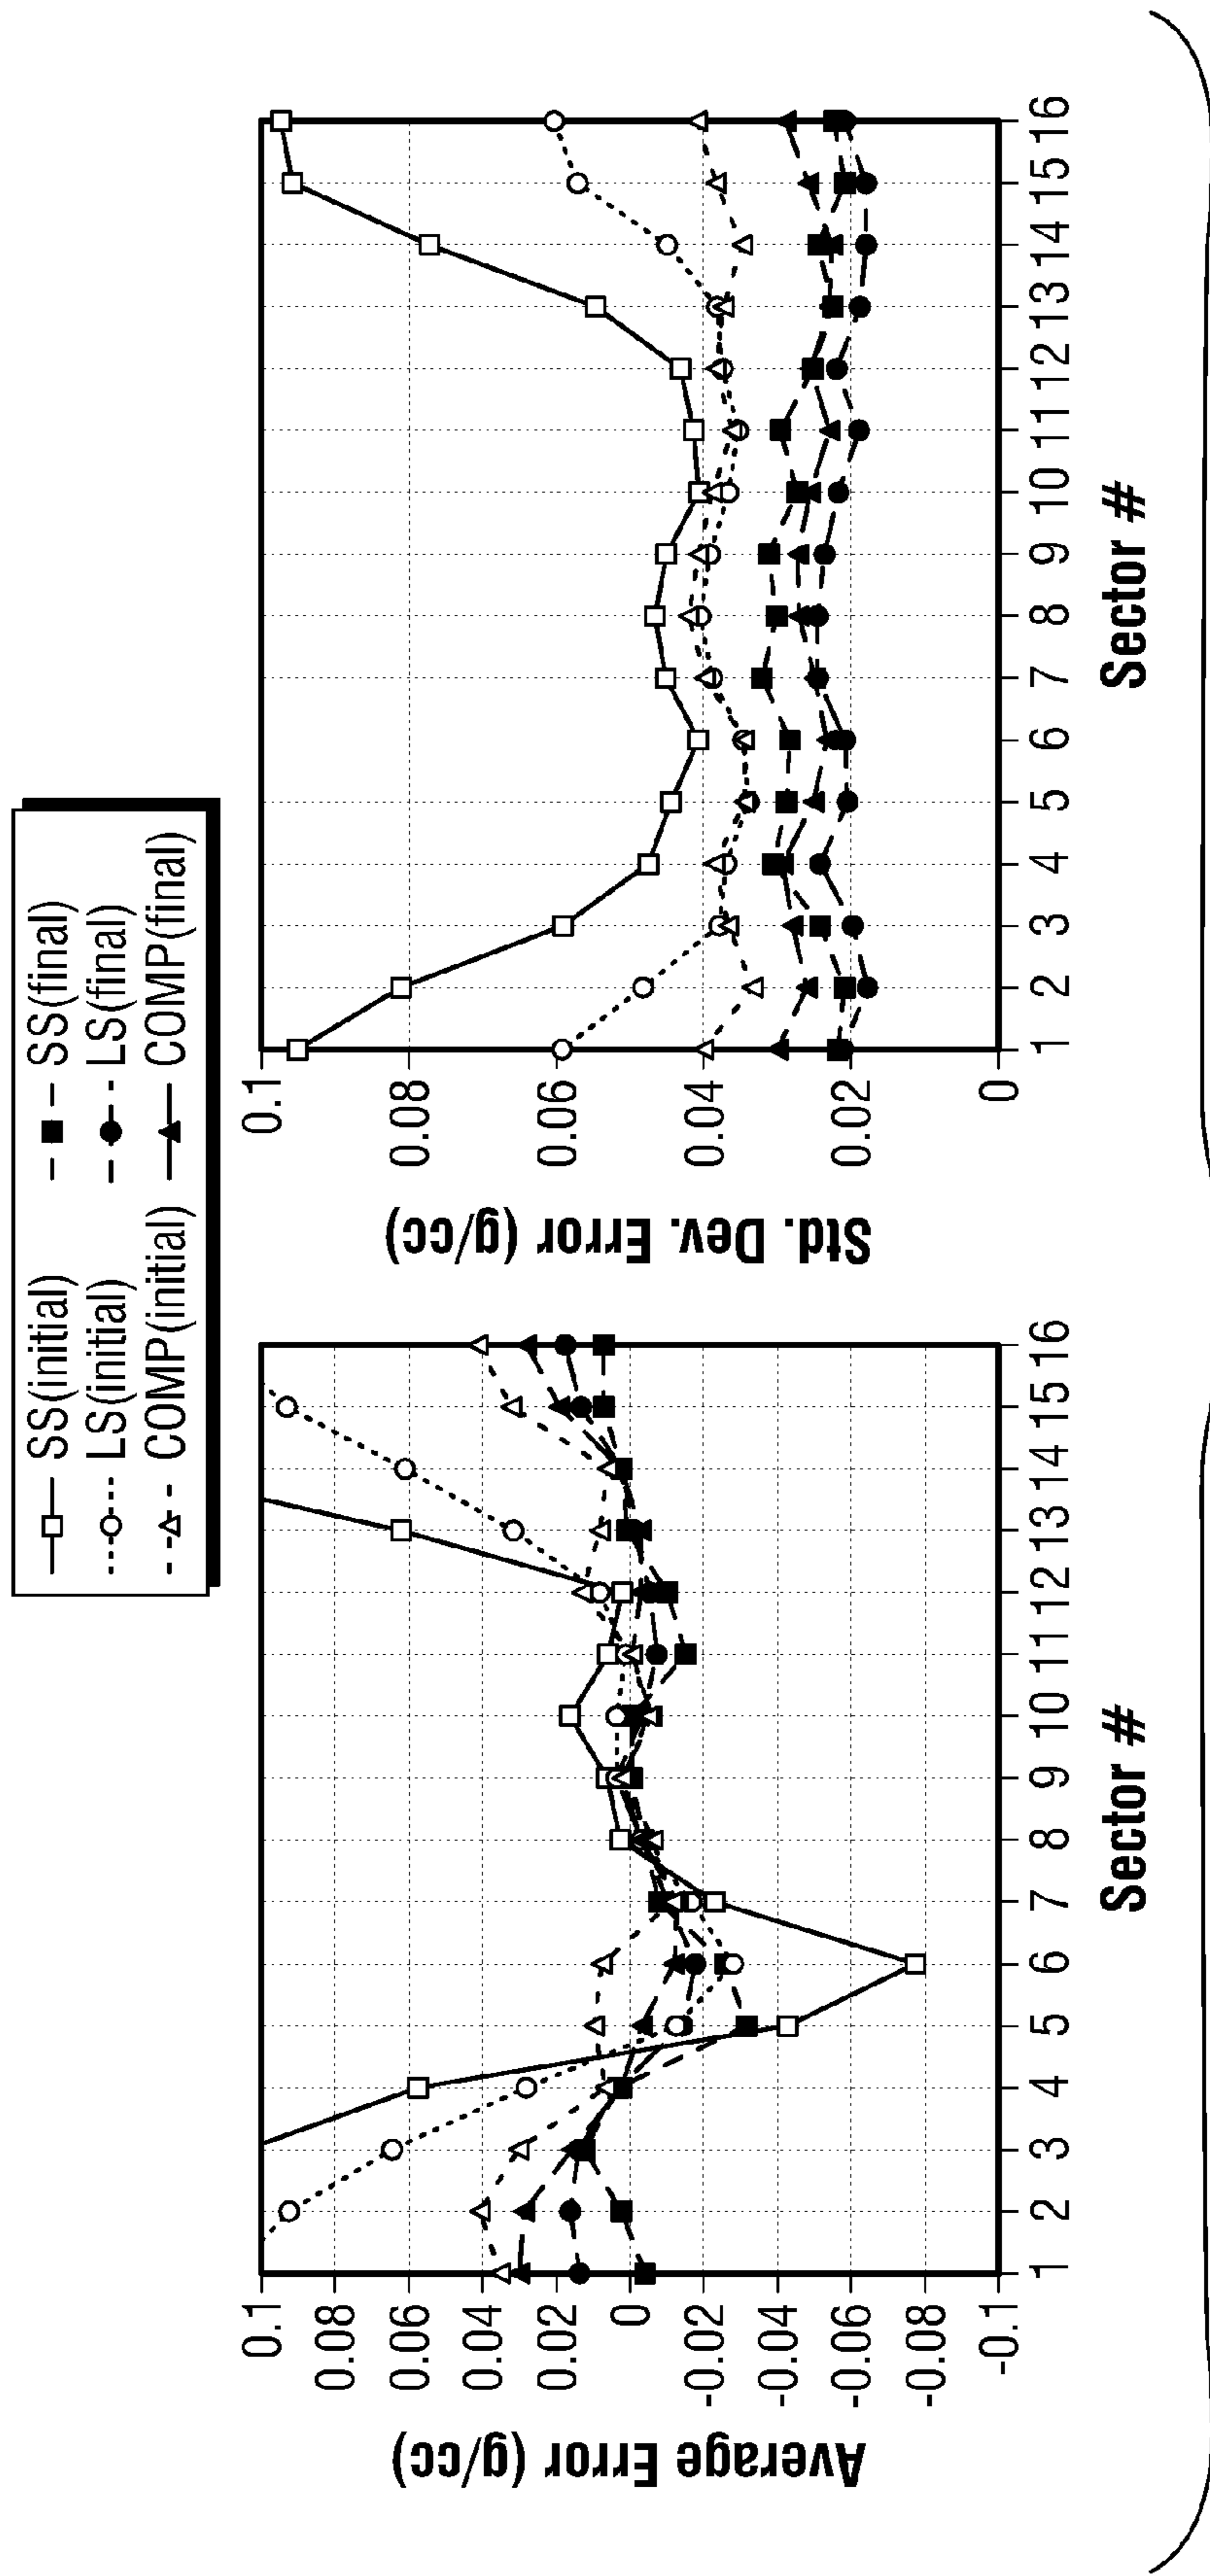 SS(initial) SS(final)
LS(initial) LS(final)
COMP(initial) COMP(final)
Average Error (g/cc)
0.1
0.08
0.06
0.04
0.02
0
-0.02
-0.04
-0.06
-0.08
-0.1
1 2 3 4 5 6 7 8 9 10 11 12 13 14 15 16
Sector #
Std. Dev. Error (g/cc)
0.1
0.08
0.06
0.04
0.02
0
1 2 3 4 5 6 7 8 9 10 11 12 13 14 15 16
Sector #